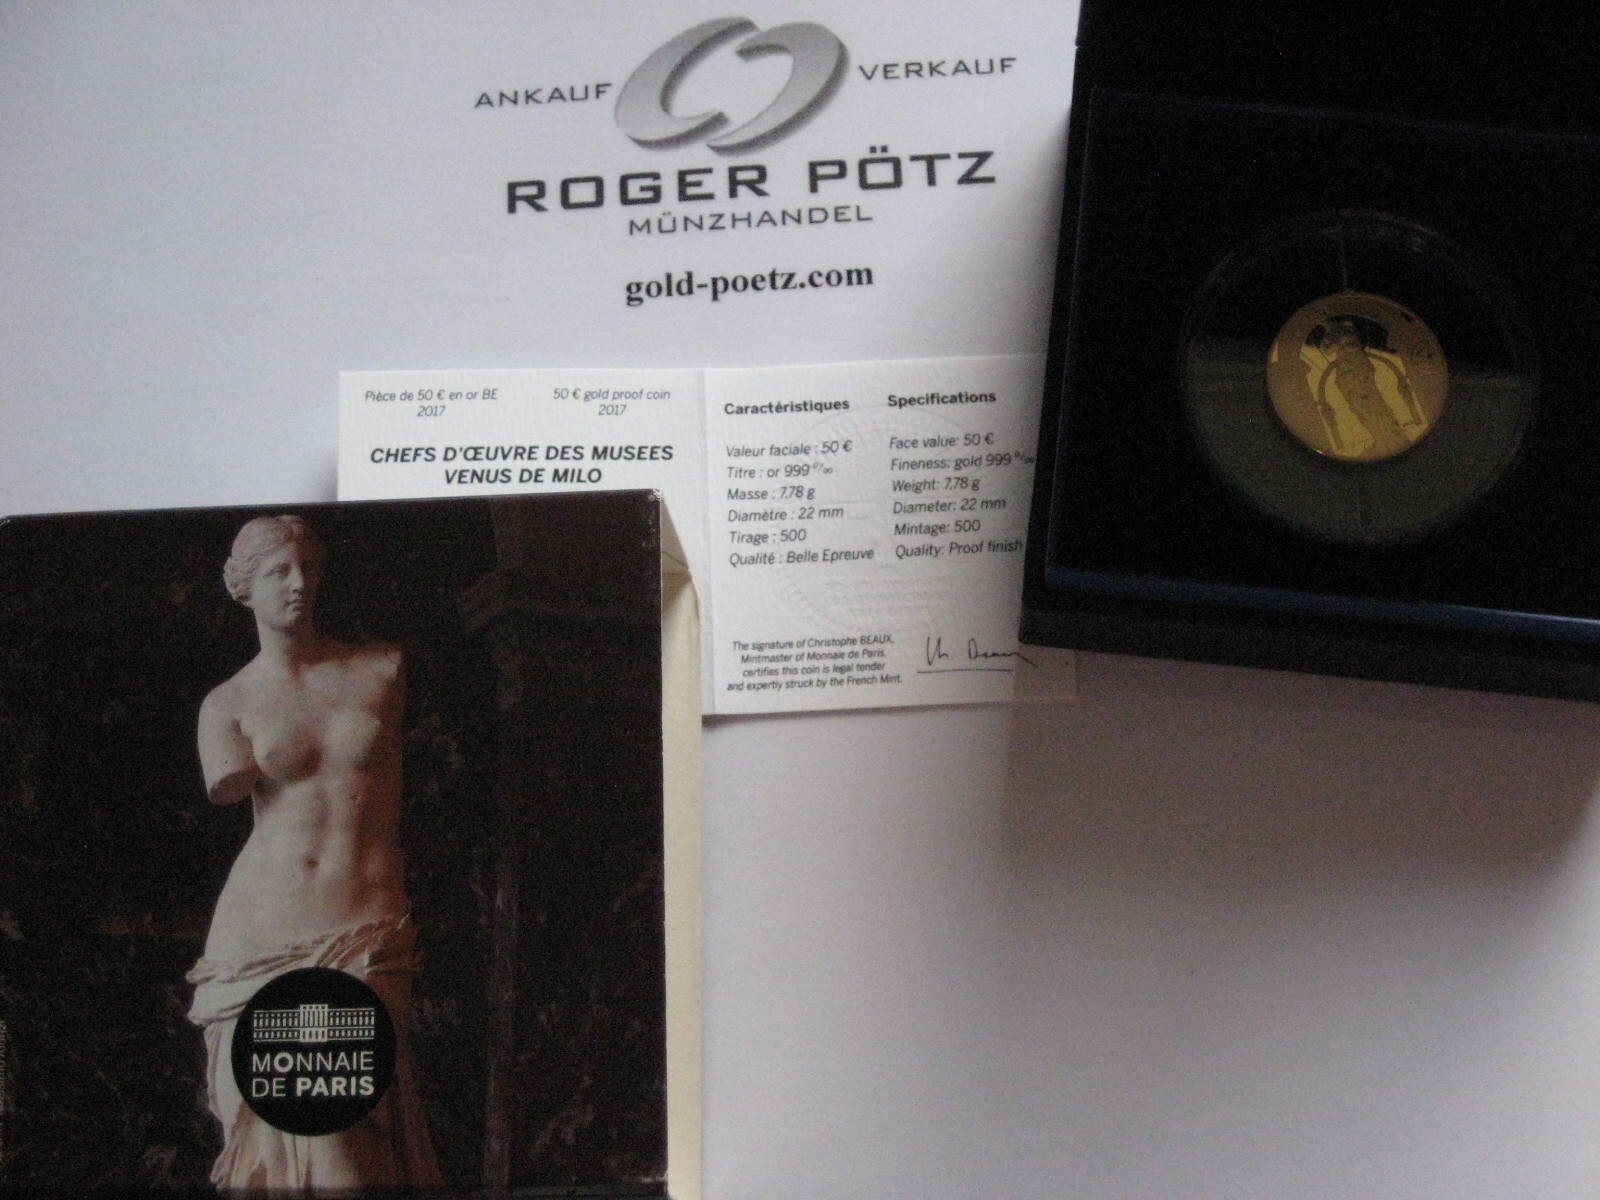 ANKAUF VERKAUF
ROGER PÖTZ
MÜNZHANDEL
gold-poetz.com
Pièce de 50 € en or BE
2017
50 € gold proof coin
2017
CHEFS D'ŒUVRE DES MUSEES
VENUS DE MILO
Caractéristiques
Valeur faciale : 50 €
Titre : or 999 °/°°
Masse : 7,78 g
Diamètre : 22 mm
Tirage : 500
Qualité : Belle Epreuve
Specifications
Face value: 50 €
Fineness: gold 999 °/°°
Weight: 7,78 g
Diameter: 22 mm
Mintage: 500
Quality: Proof finish
The signature of Christophe BEAUX,
Mintmaster of Monnaie de Paris,
certifies this coin is legal tender
and expertly struck by the French Mint.
MONNAIE
DE PARIS